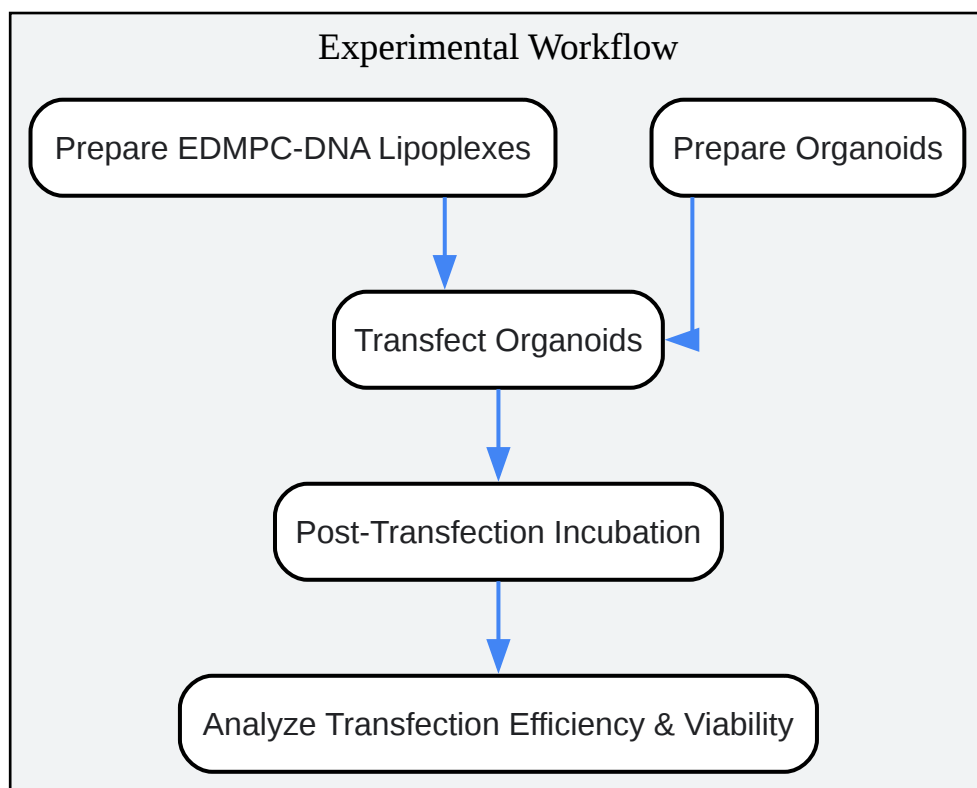 Experimental Workflow
Prepare EDMPC-DNA Lipoplexes
Prepare Organoids
Transfect Organoids
Post-Transfection Incubation
Analyze Transfection Efficiency & Viability